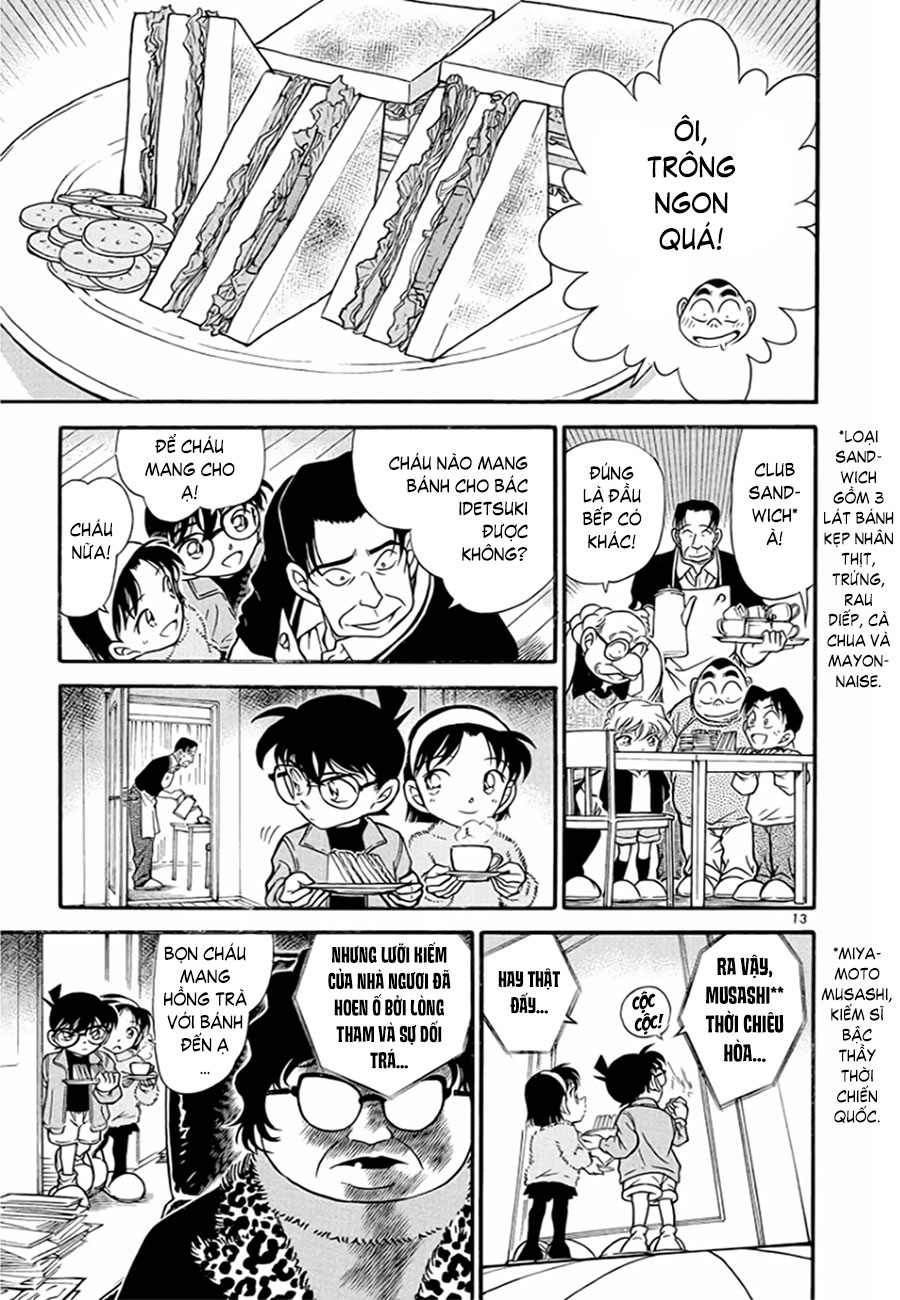 ÔI,
TRÔNG
NGON
QUÁ!
CLUB
SAND-
WICH*
À!
ĐÚNG
LÀ ĐẦU
BẾP CÓ
KHÁC!
*LOẠI
SAND-
WICH
GỒM 3
LÁT BÁNH
KẸP NHÂN
THỊT,
TRỨNG,
RAU
DIẾP, CÀ
CHUA VÀ
MAYON-
NAISE.
CHÁU NÀO MANG
BÁNH CHO BÁC
IDETSUKI
ĐƯỢC
KHÔNG?
ĐỂ CHÁU
MANG CHO
Ạ!
CHÁU
NỮA!
13
RA VẬY,
MUSASHI**
THỜI CHIÊU
HÒA...
CỘC
CỘC!
HAY THẬT
ĐẤY...
*MIYA-
MOTO
MUSASHI,
KIẾM SĨ
BẬC
THẦY
THỜI
CHIẾN
QUỐC.
NHƯNG LƯỠI KIẾM
CỦA NHÀ NGƯƠI ĐÃ
HOEN Ố BỞI LÒNG
THAM VÀ SỰ DỐI
TRÁ...
BỌN CHÁU
MANG
HỒNG TRÀ
VỚI BÁNH
ĐẾN Ạ
...